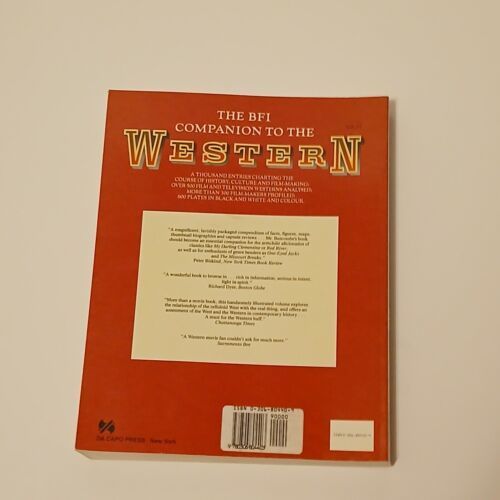 THE BFI
COMPANION TO THE
WESTERN
A THOUSAND ENTRIES CHARTING THE
COURSE OF HISTORY, CULTURE AND FILM-MAKING;
OVER 500 FILM AND TELEVISION WESTERNS ANALYSED;
MORE THAN 300 FILM-MAKERS PROFILED;
600 PLATES IN BLACK AND WHITE AND COLOUR.
"A magnificent, lavishly packaged compendium of facts, figures, maps,
thumbnail biographies and capsule reviews . . . Mr. Buscombe's book
should become an essential companion for the armchair aficionados of
classics like My Darling Clementine or Red River,
as well as for enthusiasts of genre benders as One-Eyed Jacks
and The Missouri Breaks."
Peter Biskind, New York Times Book Review
"A wonderful book to browse in . . . rich in information, serious in intent,
light in spirit."
Richard Dyer, Boston Globe
"More than a movie book, this handsomely illustrated volume explores
the relationship of the celluloid West with the real thing, and offers an
assessment of the West and the Western in contemporary history . . .
A must for the Western buff."
Chattanooga Times
"A Western movie fan couldn't ask for much more."
Sacramento Bee
90000
DA CAPO PRESS / New York